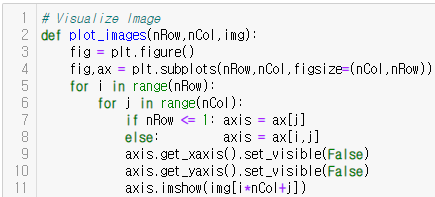 1 # Visualize Image
2 def plot_images(nRow,nCol,img):
3     fig = plt.figure()
4     fig,ax = plt.subplots(nRow,nCol,figsize=(nCol,nRow))
5     for i in range(nRow):
6         for j in range(nCol):
7             if nRow <= 1: axis = ax[j]
8             else:         axis = ax[i,j]
9             axis.get_xaxis().set_visible(False)
10             axis.get_yaxis().set_visible(False)
11             axis.imshow(img[i*nCol+j])